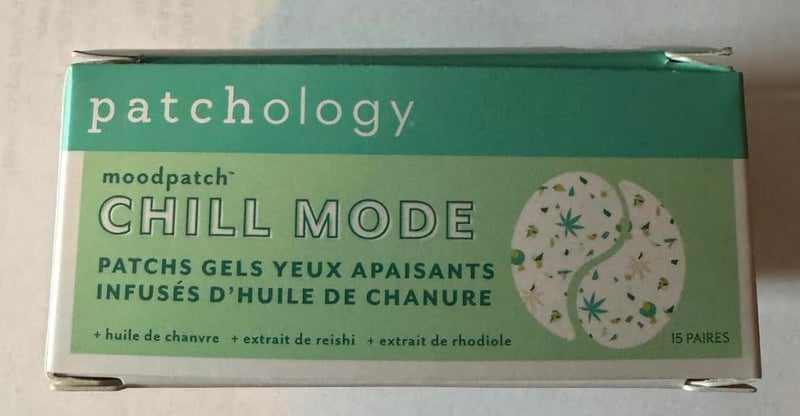 patchology
moodpatch™
CHILL MODE
PATCHS GELS YEUX APAISANTS
INFUSÉS D'HUILE DE CHANURE
+ huile de chanvre + extrait de reishi + extrait de rhodiole
15 PAIRES